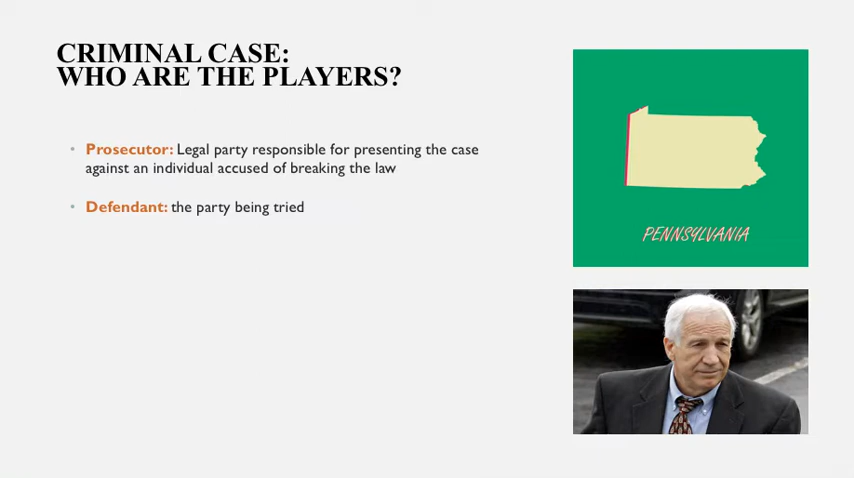 CRIMINAL CASE:
WHO ARE THE PLAYERS?
• Prosecutor: Legal party responsible for presenting the case
against an individual accused of breaking the law
• Defendant: the party being tried
PENNSYLVANIA